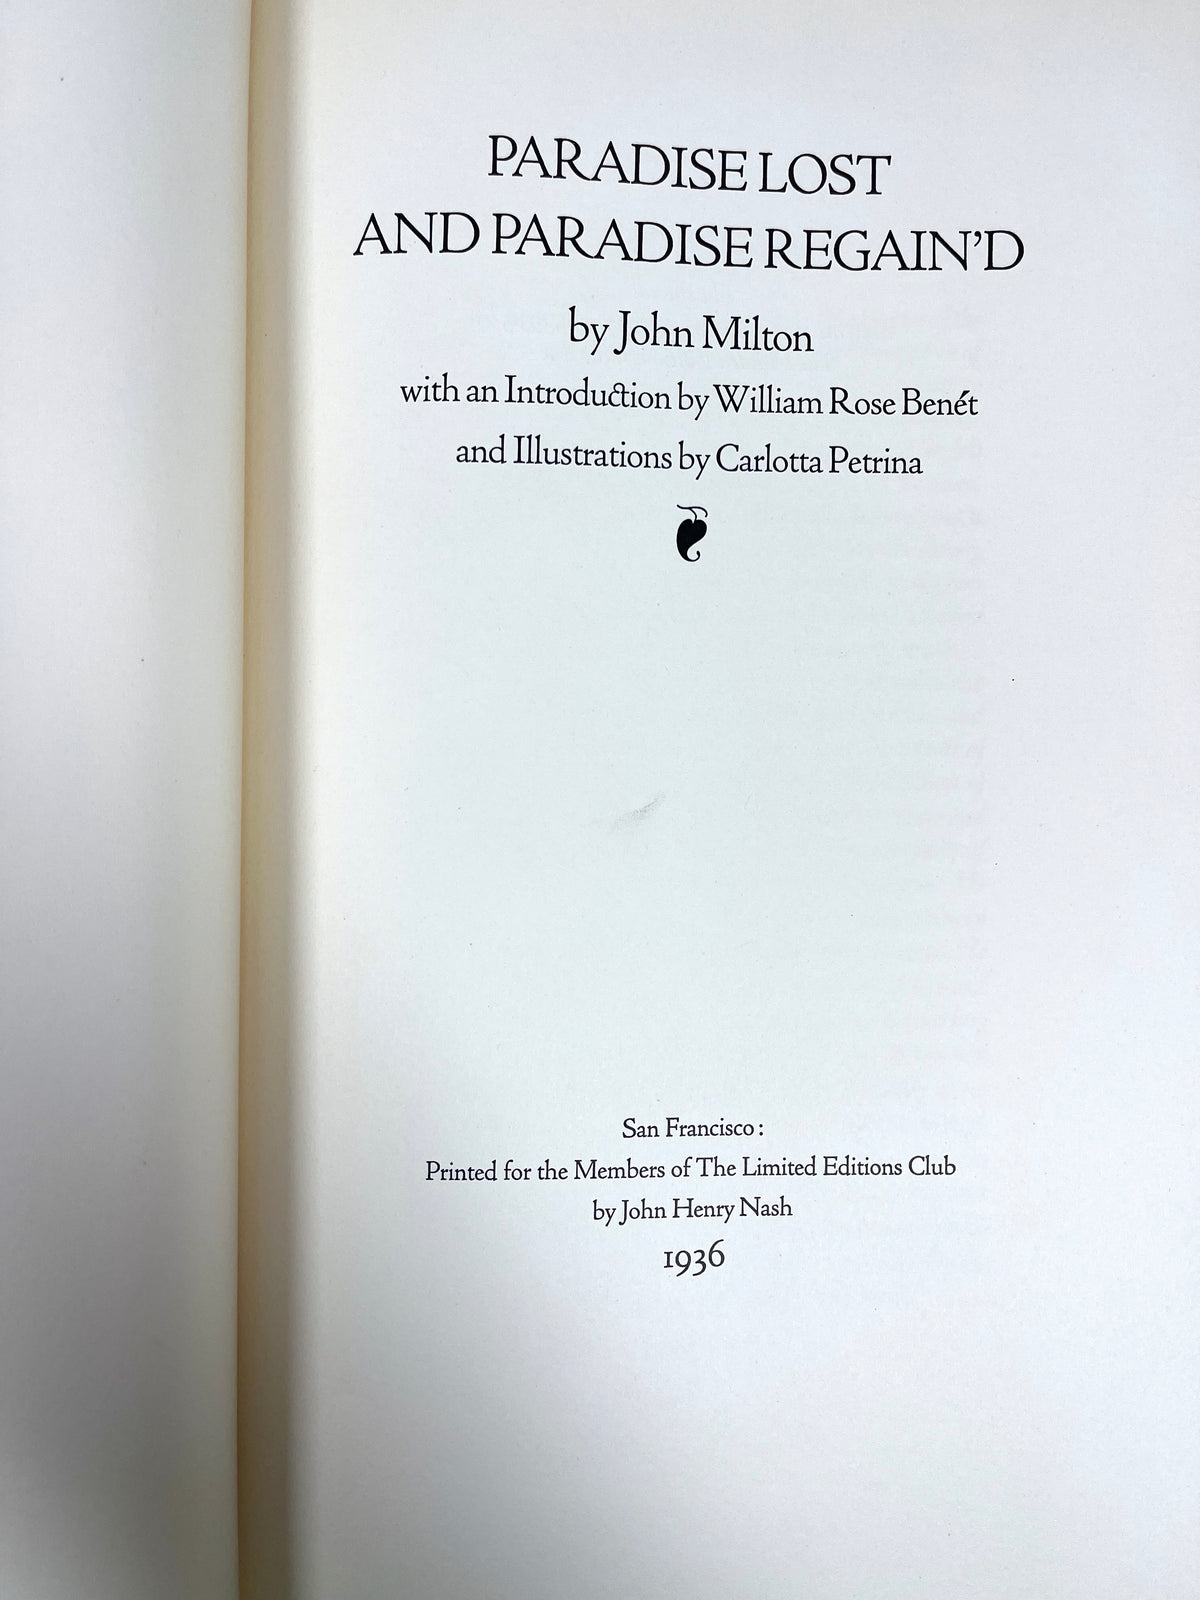 PARADISE LOST
AND PARADISE REGAIN'D
by John Milton
with an Introduction by William Rose Benét
and Illustrations by Carlotta Petrina
San Francisco:
Printed for the Members of The Limited Editions Club
by John Henry Nash
1936